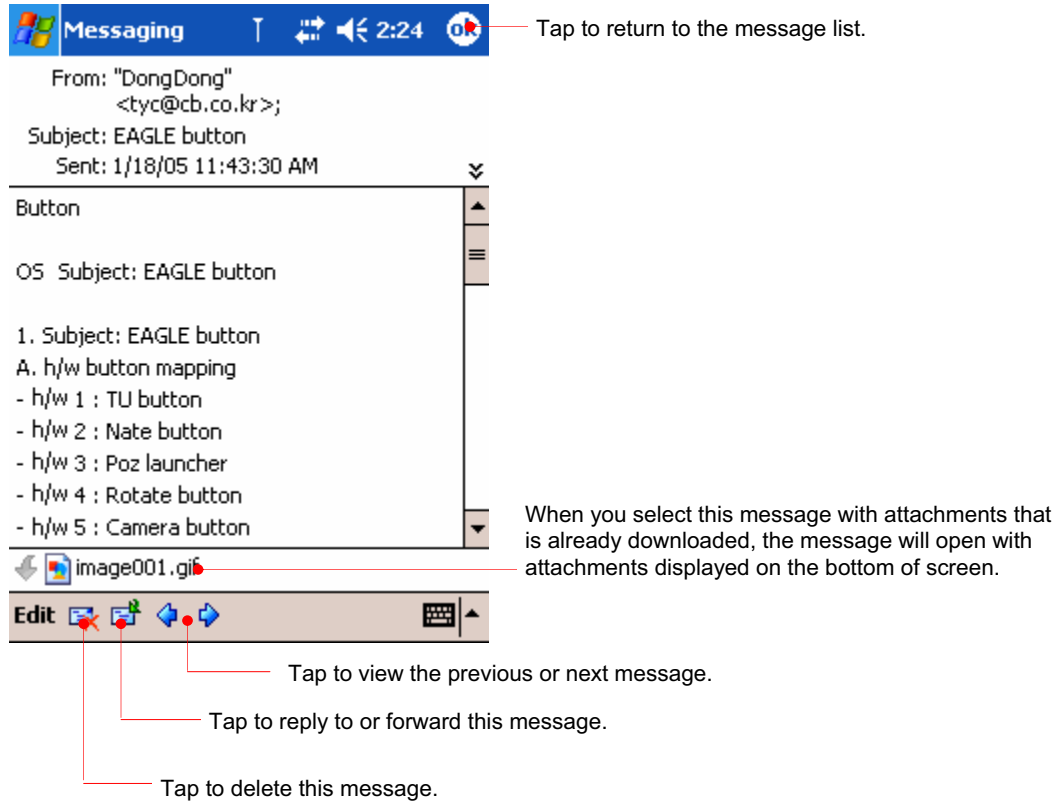 Messaging 2:24 ok
Tap to return to the message list.
From: "DongDong"
<tyc@cb.co.kr>;
Subject: EAGLE button
Sent: 1/18/05 11:43:30 AM
Button
OS Subject: EAGLE button
1. Subject: EAGLE button
A. h/w button mapping
- h/w 1 : TU button
- h/w 2 : Nate button
- h/w 3 : Poz launcher
- h/w 4 : Rotate button
- h/w 5 : Camera button
When you select this message with attachments that
is already downloaded, the message will open with
attachments displayed on the bottom of screen.
image001.gif
Edit
Tap to view the previous or next message.
Tap to reply to or forward this message.
Tap to delete this message.